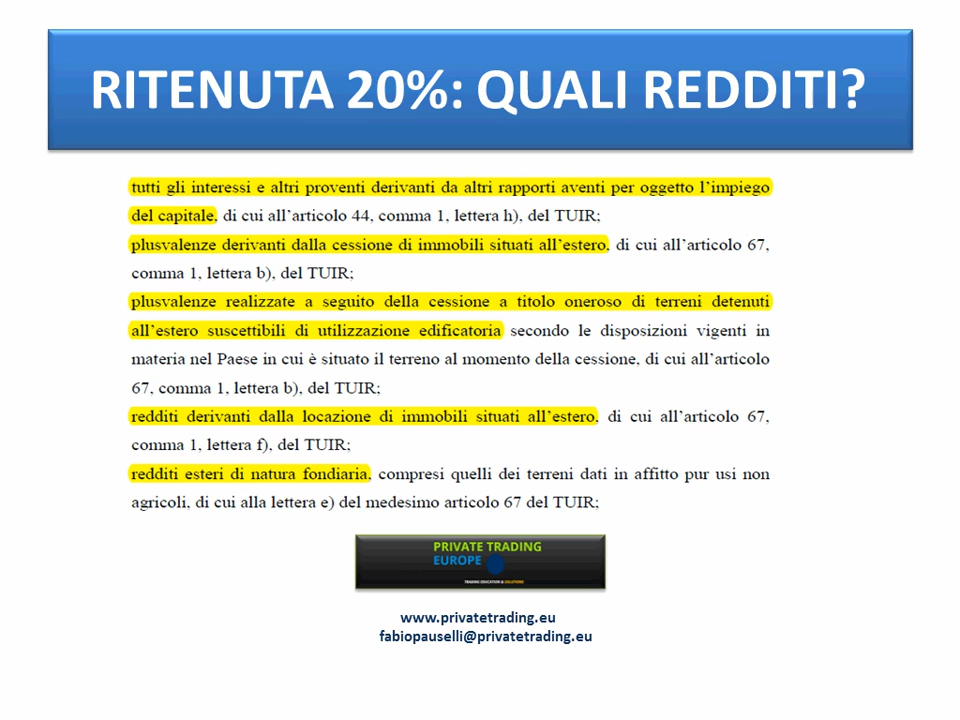 RITENUTA 20%: QUALI REDDITI?
tutti gli interessi e altri proventi derivanti da altri rapporti aventi per oggetto l'impiego
del capitale, di cui all'articolo 44, comma 1, lettera h), del TUIR;
plusvalenze derivanti dalla cessione di immobili situati all'estero, di cui all'articolo 67,
comma 1, lettera b), del TUIR;
plusvalenze realizzate a seguito della cessione a titolo oneroso di terreni detenuti
all'estero suscettibili di utilizzazione edificatoria secondo le disposizioni vigenti in
materia nel Paese in cui è situato il terreno al momento della cessione, di cui all'articolo
67, comma 1, lettera b), del TUIR;
redditi derivanti dalla locazione di immobili situati all'estero, di cui all'articolo 67,
comma 1, lettera f), del TUIR;
redditi esteri di natura fondiaria, compresi quelli dei terreni dati in affitto pur usi non
agricoli, di cui alla lettera e) del medesimo articolo 67 del TUIR;
PRIVATE TRADING
EUROPE
TRADING EDUCATION & SOLUTIONS
www.privatetrading.eu
fabiopauselli@privatetrading.eu